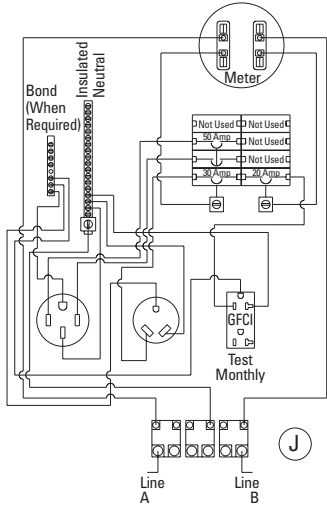 Meter
Bond
(When
Required)
Insulated
Neutral
Not Used
Not Used
50 Amp
Not Used
Not Used
30 Amp
20 Amp
GFCI
Test
Monthly
J
Line
A
Line
B